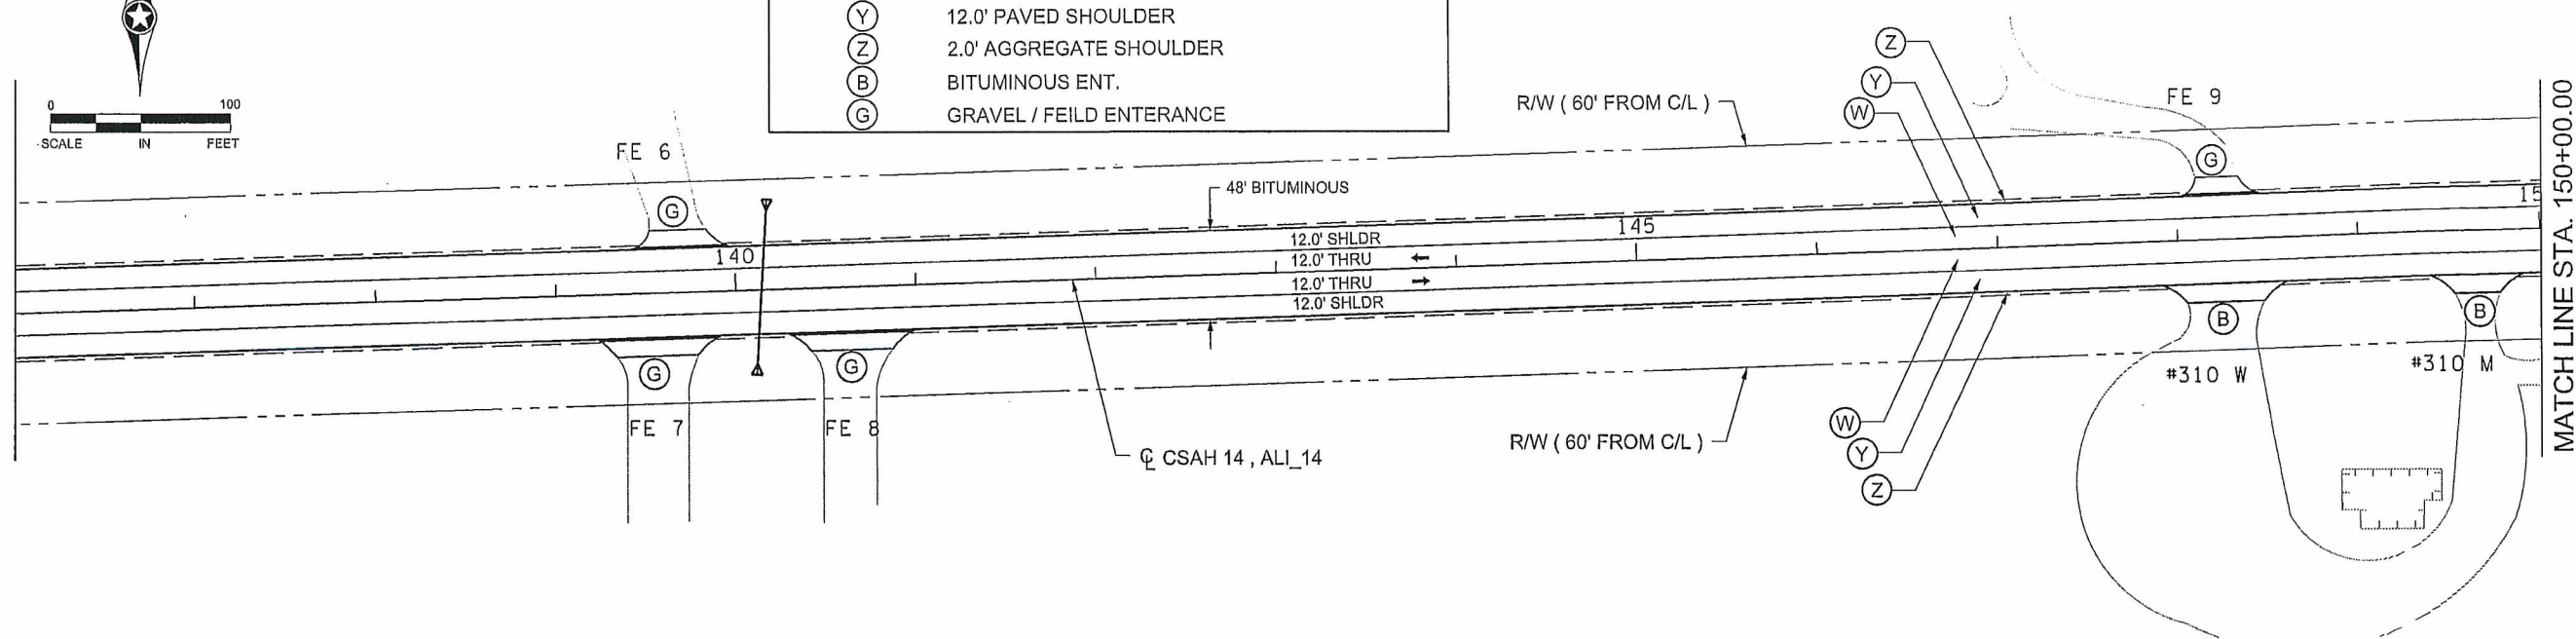 Y 12.0' PAVED SHOULDER
Z 2.0' AGGREGATE SHOULDER
B BITUMINOUS ENT.
G GRAVEL / FEILD ENTERANCE
0 100
SCALE IN FEET
FE 6
G
R/W ( 60' FROM C/L )
Z
Y
W
FE 9
G
48' BITUMINOUS
140
145
15
12.0' SHLDR
12.0' THRU
12.0' THRU
12.0' SHLDR
G
G
FE 7
FE 8
℄ CSAH 14 , ALI_14
R/W ( 60' FROM C/L )
W
Y
Z
B
#310 W
B
#310 M
MATCH LINE STA. 150+00.00